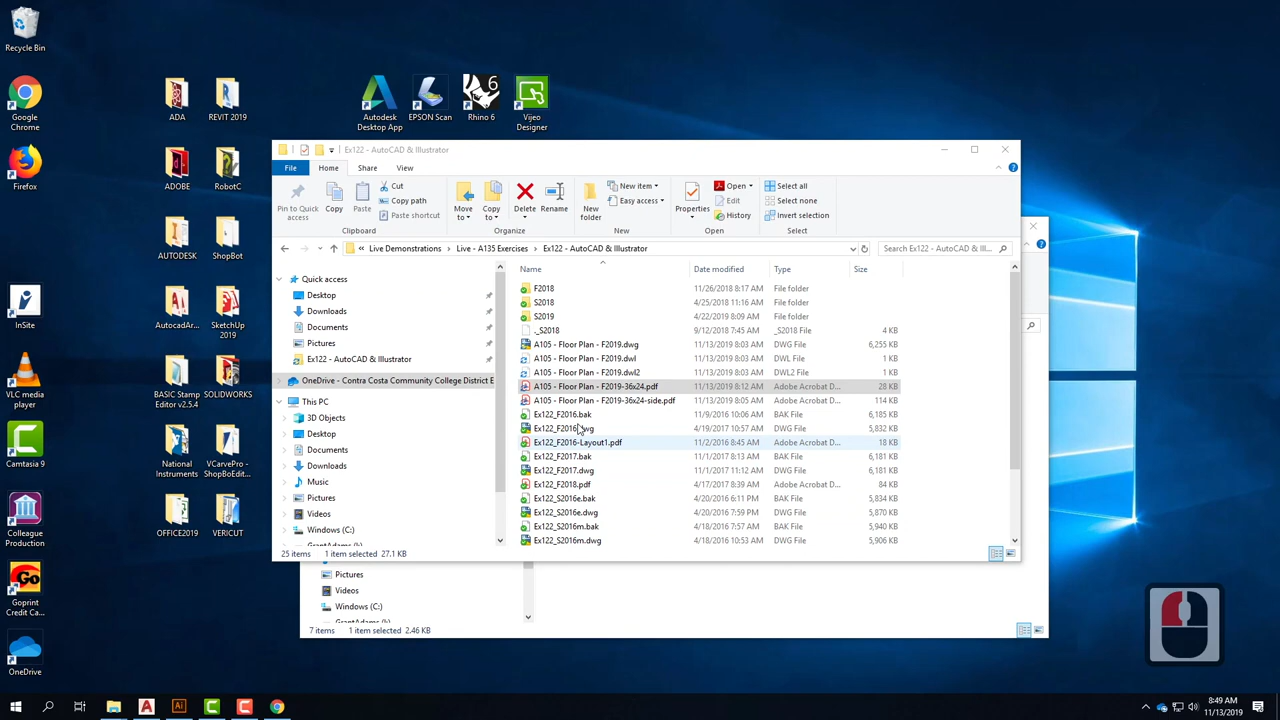 Recycle Bin
Google Chrome
Firefox
InSite
VLC media player
Camtasia 9
Colleague Production
Goprint Credit Ca...
OneDrive
ADA
REVIT 2019
ADOBE
RobotC
AUTODESK
ShopBot
AutocadAr...
SketchUp 2019
BASIC Stamp Editor v2.5.4
SOLIDWORKS
National Instruments
VCarvePro - ShopBoEdit...
OFFICE2019
VERICUT
Autodesk Desktop App
EPSON Scan
6
Rhino 6
Vijeo Designer
Ex122 - AutoCAD & Illustrator
File Home Share View
Pin to Quick access
Copy
Paste
Cut
Copy path
Paste shortcut
Clipboard
Move to
Copy to
Delete
Rename
Organize
New folder
New item
Easy access
New
Properties
Open
Edit
History
Open
Select all
Select none
Invert selection
Select
« Live Demonstrations > Live - A135 Exercises > Ex122 - AutoCAD & Illustrator
Search Ex122 - AutoCAD & Ill...
Quick access
Desktop
Downloads
Documents
Pictures
Ex122 - AutoCAD & Illustrator
OneDrive - Contra Costa Community College District E
This PC
3D Objects
Desktop
Documents
Downloads
Music
Pictures
Videos
Windows (C:)
Name Date modified Type Size
F2018 11/26/2018 8:17 AM File folder
S2018 4/25/2018 11:16 AM File folder
S2019 4/22/2019 8:09 AM File folder
._S2018 9/12/2018 7:45 AM _S2018 File 4 KB
A105 - Floor Plan - F2019.dwg 11/13/2019 8:03 AM DWG File 6,255 KB
A105 - Floor Plan - F2019.dwl 11/13/2019 8:03 AM DWL File 1 KB
A105 - Floor Plan - F2019.dwl2 11/13/2019 8:03 AM DWL2 File 1 KB
A105 - Floor Plan - F2019-36x24.pdf 11/13/2019 8:12 AM Adobe Acrobat D... 28 KB
A105 - Floor Plan - F2019-36x24-side.pdf 11/13/2019 8:05 AM Adobe Acrobat D... 114 KB
Ex122_F2016.bak 11/9/2016 10:06 AM BAK File 6,185 KB
Ex122_F2016.dwg 4/19/2017 10:57 AM DWG File 5,832 KB
Ex122_F2016-Layout1.pdf 11/2/2016 8:45 AM Adobe Acrobat D... 18 KB
Ex122_F2017.bak 11/1/2017 8:13 AM BAK File 6,181 KB
Ex122_F2017.dwg 11/1/2017 11:12 AM DWG File 6,181 KB
Ex122_F2018.pdf 4/17/2017 8:39 AM Adobe Acrobat D... 84 KB
Ex122_S2016e.bak 4/20/2016 6:11 PM BAK File 5,834 KB
Ex122_S2016e.dwg 4/20/2016 7:59 PM DWG File 5,870 KB
Ex122_S2016m.bak 4/18/2016 7:57 AM BAK File 5,940 KB
Ex122_S2016m.dwg 4/18/2016 10:53 AM DWG File 5,906 KB
25 items 1 item selected 27.1 KB
Pictures
Videos
Windows (C:)
7 items 1 item selected 2.46 KB
8:49 AM
11/13/2019